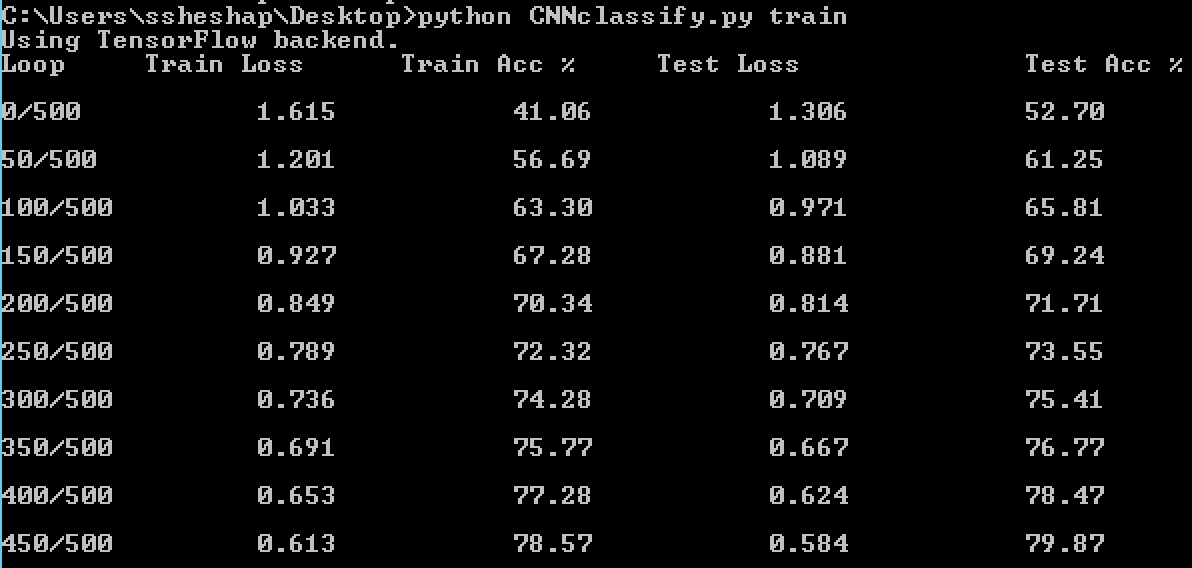 C:\Users\ssheshap\Desktop>python CNNclassify.py train
Using TensorFlow backend.
Loop Train Loss Train Acc % Test Loss Test Acc %
0/500 1.615 41.06 1.306 52.70
50/500 1.201 56.69 1.089 61.25
100/500 1.033 63.30 0.971 65.81
150/500 0.927 67.28 0.881 69.24
200/500 0.849 70.34 0.814 71.71
250/500 0.789 72.32 0.767 73.55
300/500 0.736 74.28 0.709 75.41
350/500 0.691 75.77 0.667 76.77
400/500 0.653 77.28 0.624 78.47
450/500 0.613 78.57 0.584 79.87